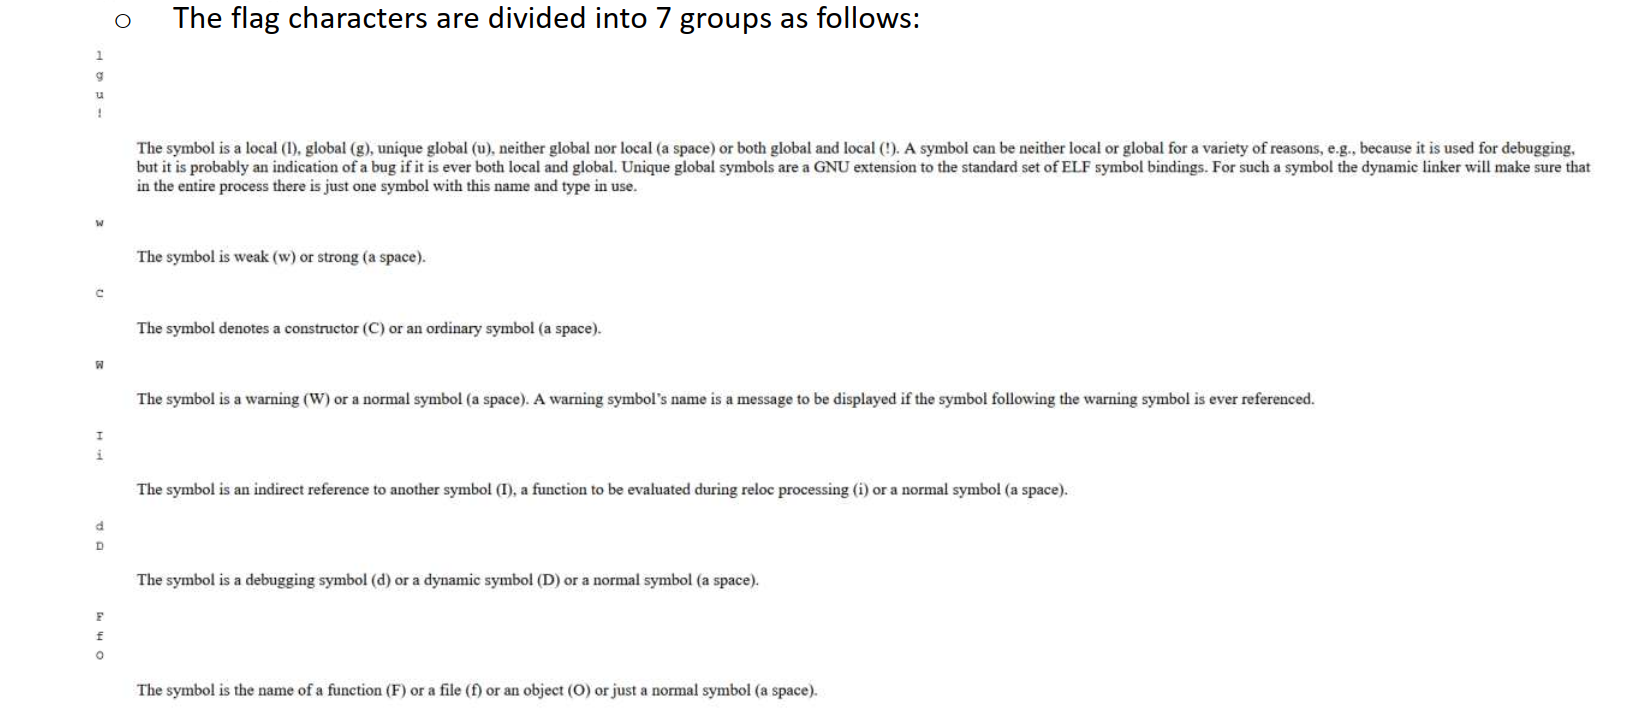 o The flag characters are divided into 7 groups as follows:
l
g
u
!
The symbol is a local (l), global (g), unique global (u), neither global nor local (a space) or both global and local (!). A symbol can be neither local or global for a variety of reasons, e.g., because it is used for debugging,
but it is probably an indication of a bug if it is ever both local and global. Unique global symbols are a GNU extension to the standard set of ELF symbol bindings. For such a symbol the dynamic linker will make sure that
in the entire process there is just one symbol with this name and type in use.
w
The symbol is weak (w) or strong (a space).
C
The symbol denotes a constructor (C) or an ordinary symbol (a space).
W
The symbol is a warning (W) or a normal symbol (a space). A warning symbol's name is a message to be displayed if the symbol following the warning symbol is ever referenced.
I
i
The symbol is an indirect reference to another symbol (I), a function to be evaluated during reloc processing (i) or a normal symbol (a space).
d
D
The symbol is a debugging symbol (d) or a dynamic symbol (D) or a normal symbol (a space).
F
f
O
The symbol is the name of a function (F) or a file (f) or an object (O) or just a normal symbol (a space).